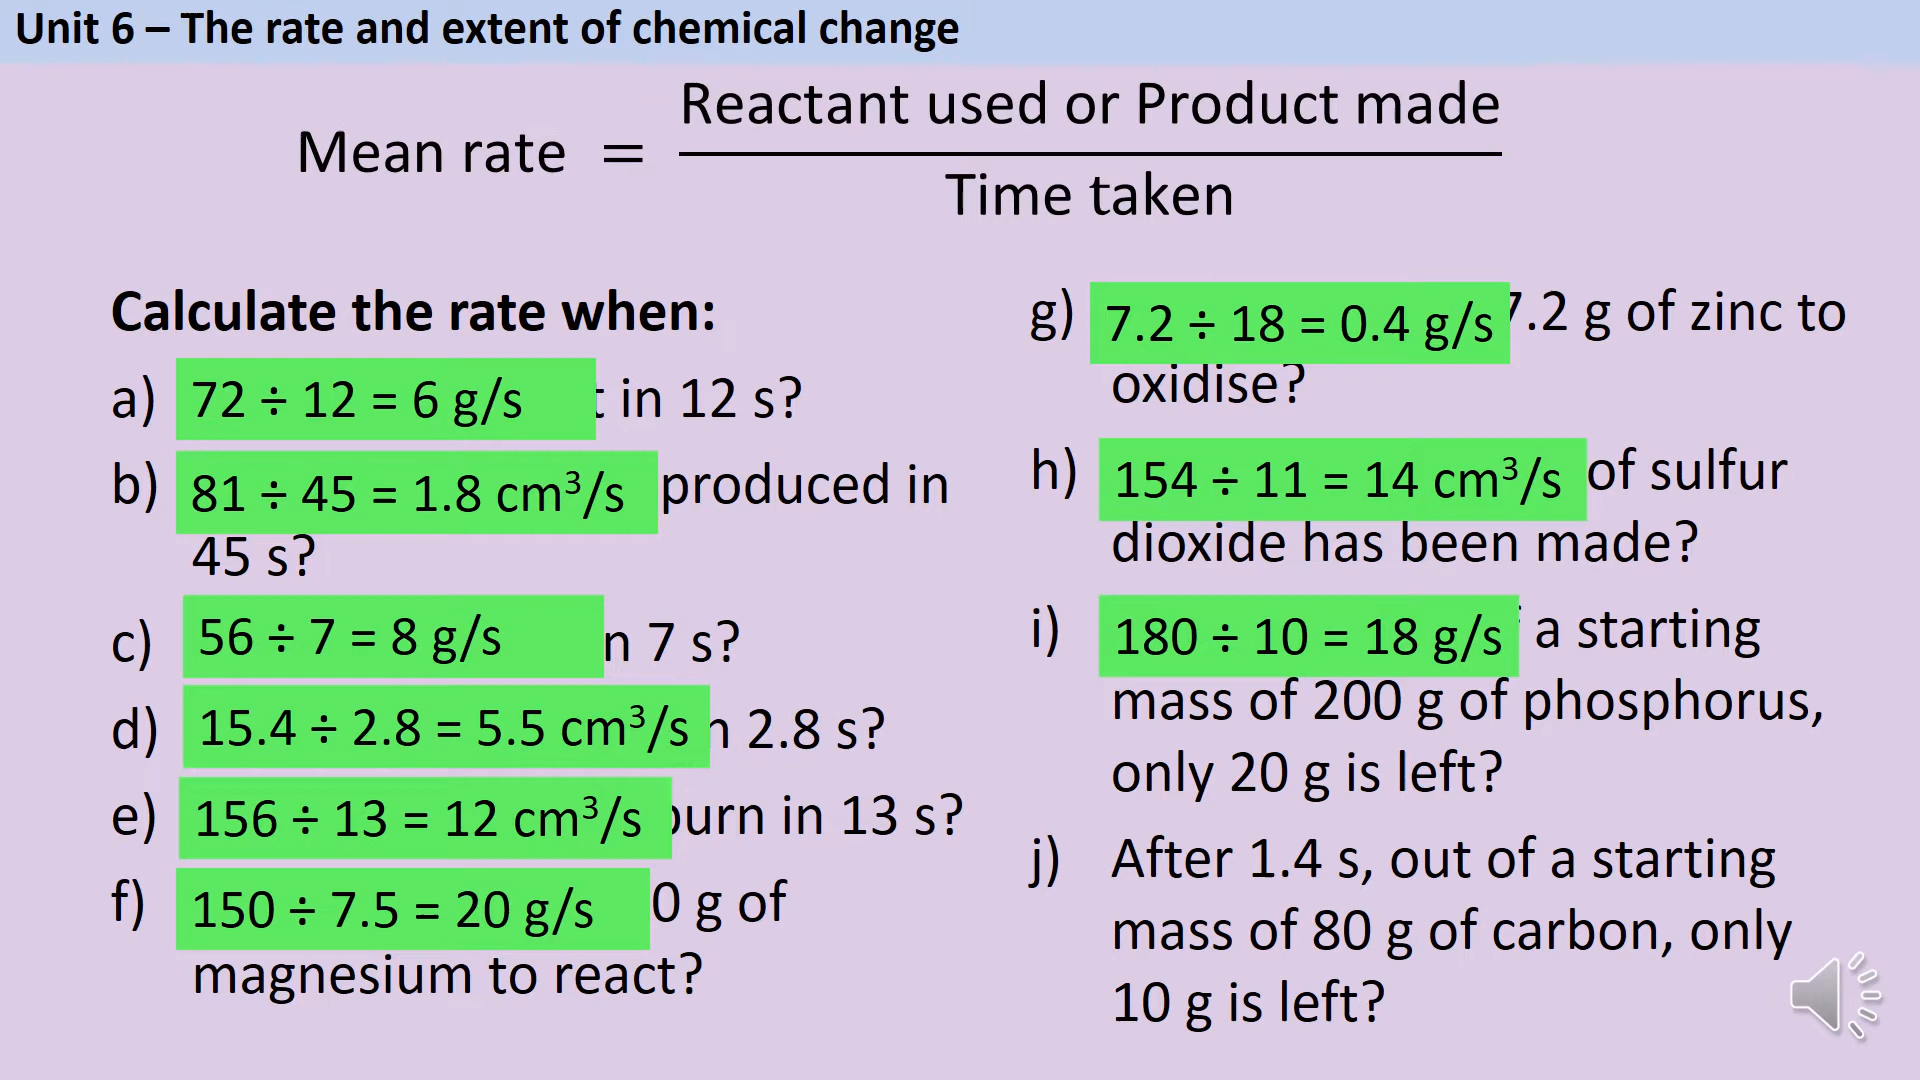 Unit 6 – The rate and extent of chemical change
Mean rate = Reactant used or Product made
Time taken
Calculate the rate when:
a) 72 ÷ 12 = 6 g/s in 12 s?
b) 81 ÷ 45 = 1.8 cm³/s produced in
45 s?
c) 56 ÷ 7 = 8 g/s 7 s?
d) 15.4 ÷ 2.8 = 5.5 cm³/s 2.8 s?
e) 156 ÷ 13 = 12 cm³/s in 13 s?
f) 150 ÷ 7.5 = 20 g/s g of
magnesium to react?
g) 7.2 ÷ 18 = 0.4 g/s 7.2 g of zinc to
oxidise?
h) 154 ÷ 11 = 14 cm³/s of sulfur
dioxide has been made?
i) 180 ÷ 10 = 18 g/s a starting
mass of 200 g of phosphorus,
only 20 g is left?
j) After 1.4 s, out of a starting
mass of 80 g of carbon, only
10 g is left?